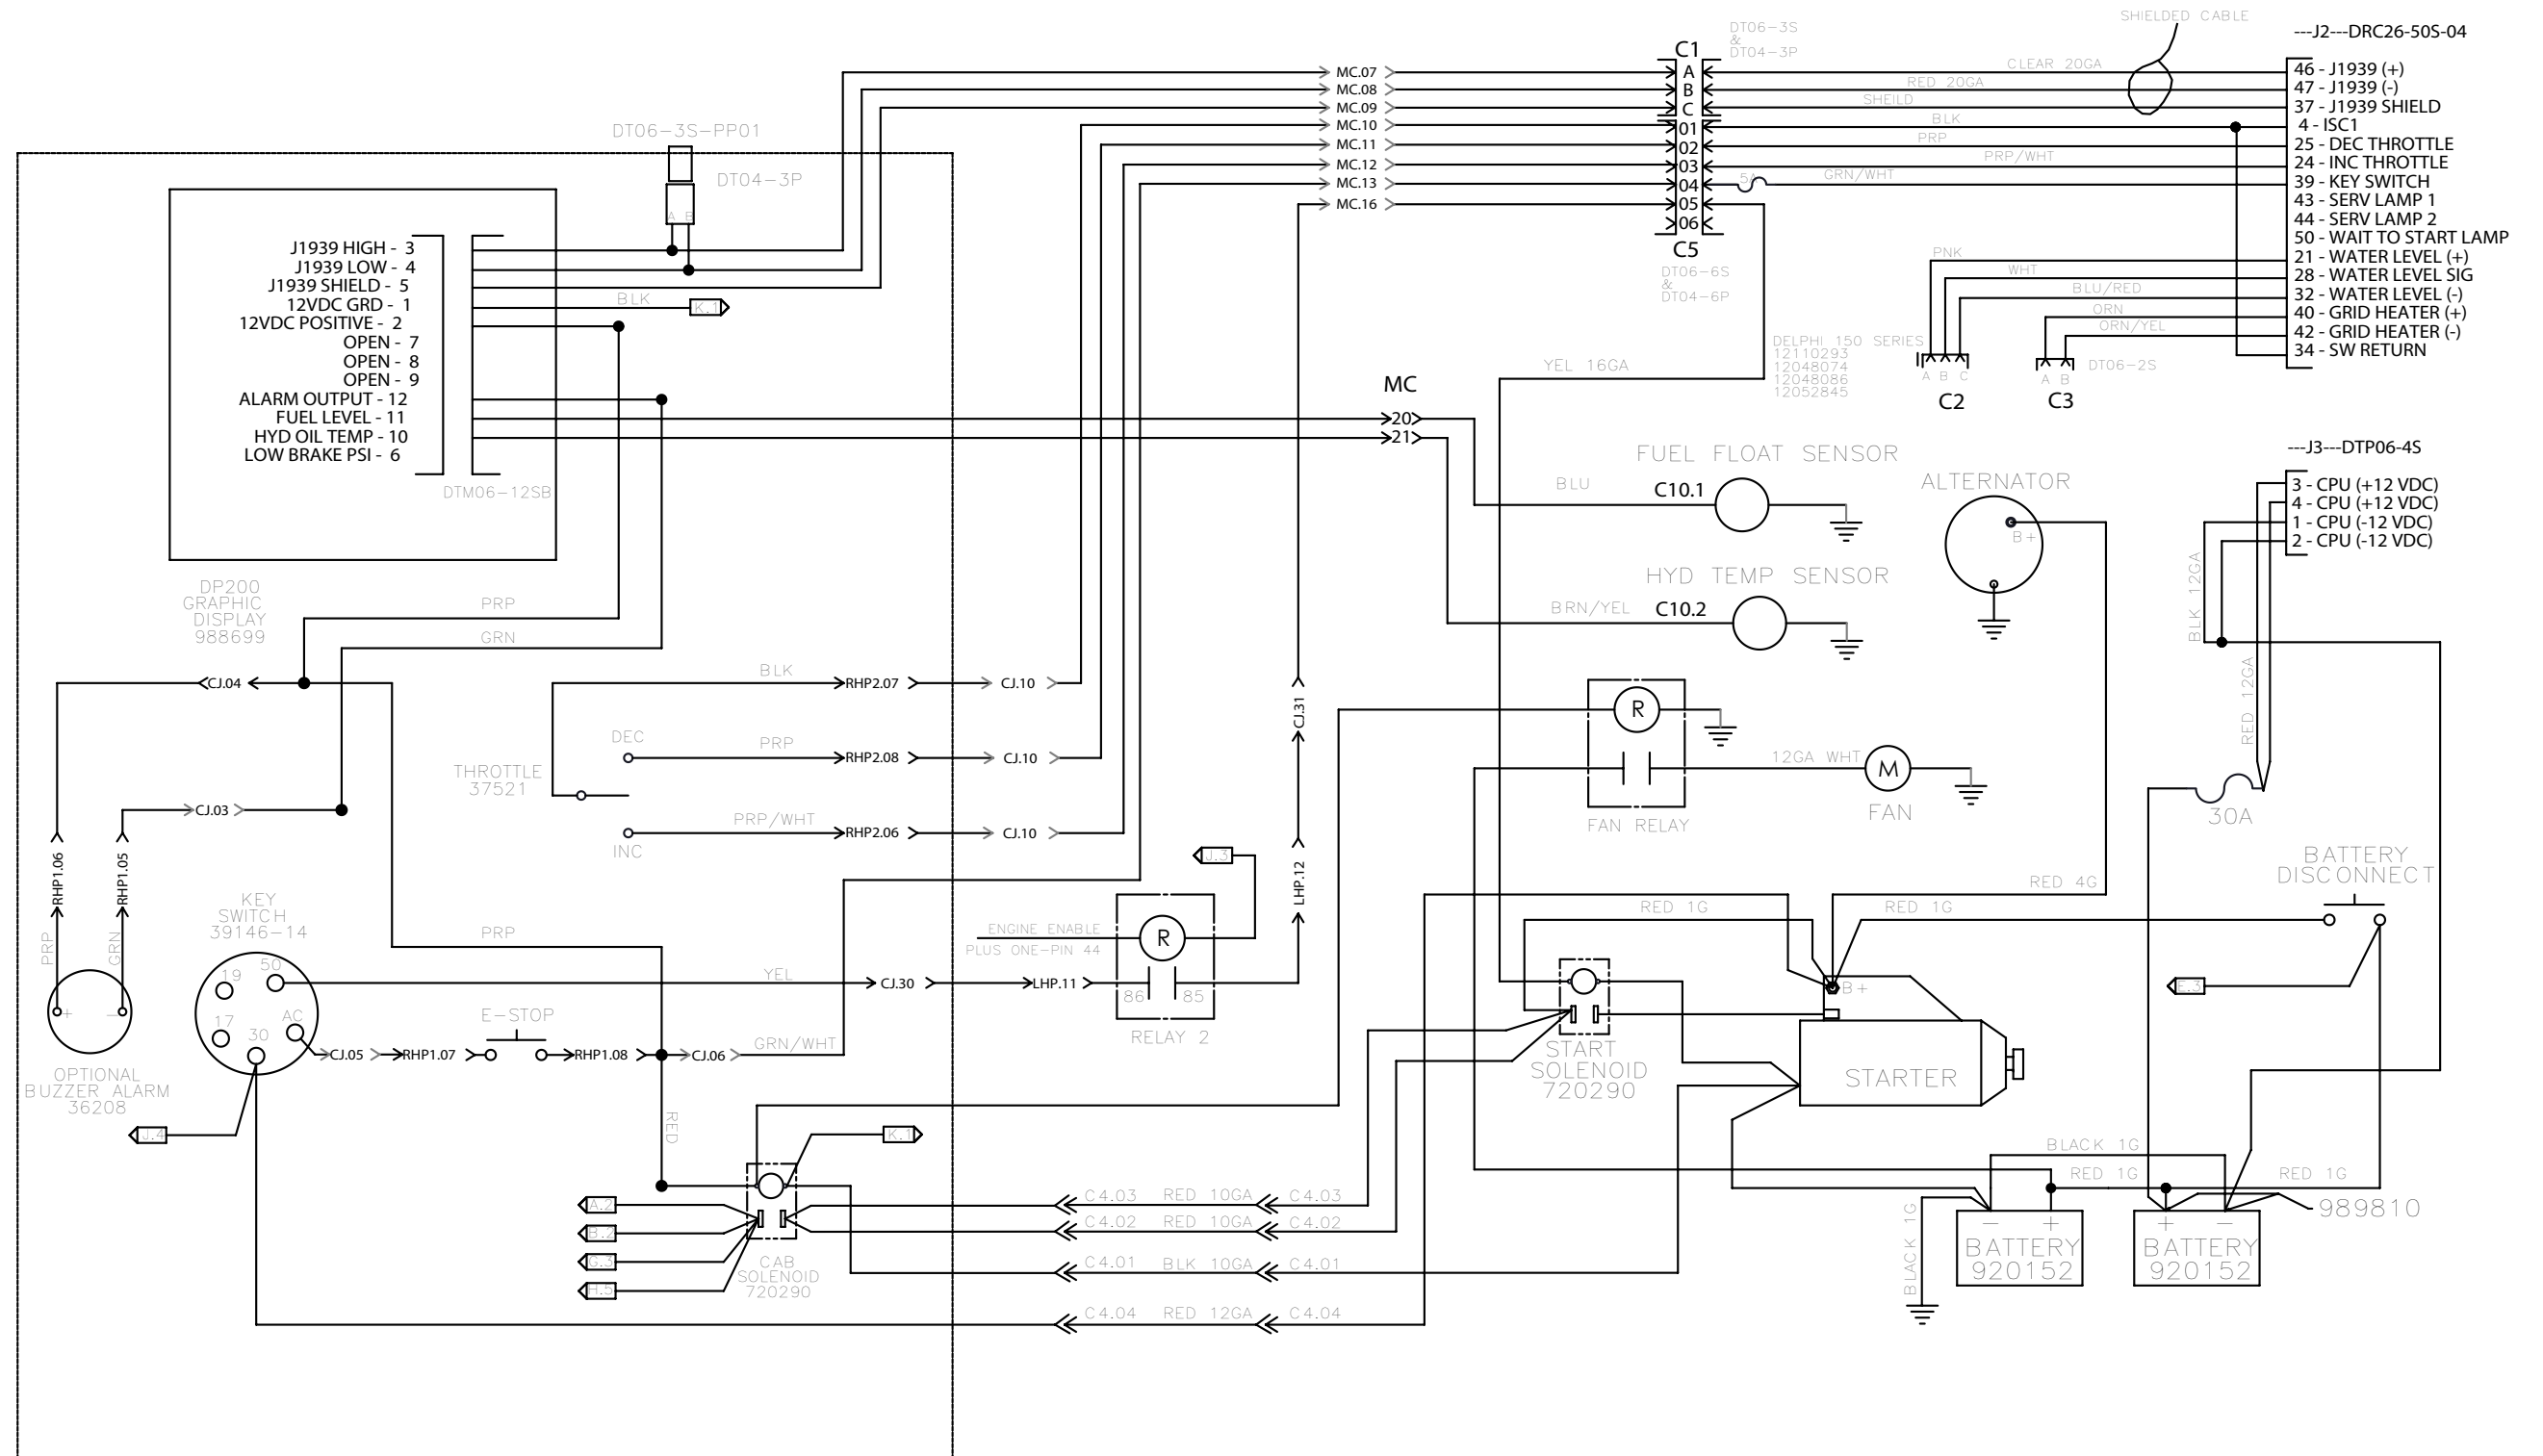 SHIELDED CABLE
---J2---DRC26-50S-04
DT06-3S
&
DT04-3P
C1
A
B
C
01
02
03
04
05
06
C5
DT06-6S
&
DT04-6P
MC.07
MC.08
MC.09
MC.10
MC.11
MC.12
MC.13
MC.16
CLEAR 20GA
RED 20GA
SHEILD
BLK
PRP
PRP/WHT
5A
GRN/WHT
46 - J1939 (+)
47 - J1939 (-)
37 - J1939 SHIELD
4 - ISC1
25 - DEC THROTTLE
24 - INC THROTTLE
39 - KEY SWITCH
43 - SERV LAMP 1
44 - SERV LAMP 2
50 - WAIT TO START LAMP
21 - WATER LEVEL (+)
28 - WATER LEVEL SIG
32 - WATER LEVEL (-)
40 - GRID HEATER (+)
42 - GRID HEATER (-)
34 - SW RETURN
PNK
WHT
BLU/RED
ORN
ORN/YEL
DELPHI 150 SERIES
12110293
12048074
12048086
12052845
A B C
C2
A B
C3
DT06-2S
DT06-3S-PP01
DT04-3P
A B
J1939 HIGH - 3
J1939 LOW - 4
J1939 SHIELD - 5
12VDC GRD - 1
12VDC POSITIVE - 2
OPEN - 7
OPEN - 8
OPEN - 9
ALARM OUTPUT - 12
FUEL LEVEL - 11
HYD OIL TEMP - 10
LOW BRAKE PSI - 6
DTM06-12SB
BLK
K.1
DP200
GRAPHIC
DISPLAY
988699
PRP
GRN
YEL 16GA
MC
20
21
FUEL FLOAT SENSOR
BLU
C10.1
HYD TEMP SENSOR
BRN/YEL
C10.2
ALTERNATOR
B+
---J3---DTP06-4S
3 - CPU (+12 VDC)
4 - CPU (+12 VDC)
1 - CPU (-12 VDC)
2 - CPU (-12 VDC)
BLK 12GA
RED 12GA
30A
CJ.04
CJ.03
RHP1.06
RHP1.05
PRP
GRN
+
-
OPTIONAL
BUZZER ALARM
36208
THROTTLE
37521
DEC
INC
BLK
PRP
PRP/WHT
RHP2.07
RHP2.08
RHP2.06
CJ.10
CJ.10
CJ.10
CJ.31
LHP.12
J.3
R
FAN RELAY
12GA WHT
M
FAN
BATTERY
DISCONNECT
RED 4G
RED 1G
RED 1G
E.3
KEY
SWITCH
39146-14
19
50
17
30
AC
J.4
PRP
YEL
CJ.30
LHP.11
ENGINE ENABLE
PLUS ONE-PIN 44
R
86
85
RELAY 2
E-STOP
CJ.05
RHP1.07
RHP1.08
CJ.06
GRN/WHT
RED
B+
START
SOLENOID
720290
STARTER
K.1
A.2
B.2
G.3
H.5
CAB
SOLENOID
720290
C4.03 RED 10GA C4.03
C4.02 RED 10GA C4.02
C4.01 BLK 10GA C4.01
C4.04 RED 12GA C4.04
BLACK 1G
RED 1G
RED 1G
BLACK 1G
989810
- +
BATTERY
920152
+ -
BATTERY
920152